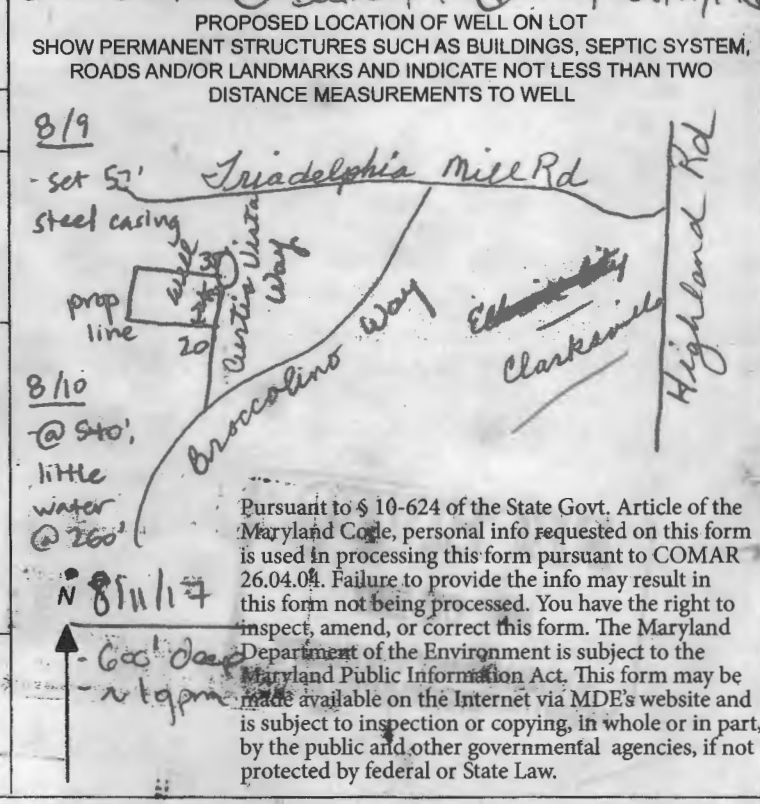 PROPOSED LOCATION OF WELL ON LOT
SHOW PERMANENT STRUCTURES SUCH AS BUILDINGS, SEPTIC SYSTEM,
ROADS AND/OR LANDMARKS AND INDICATE NOT LESS THAN TWO
DISTANCE MEASUREMENTS TO WELL
8/9
- set 57'
steel casing
Triadelphia Mill Rd
Highland Rd
well
35
Curtis Vista
Way
prop
line
20
Broccolino Way
Clarksville
8/10
-@ 540',
little
water
@ 260'
N 8/11/17
- 600' deep
- ~ 1gpm
Pursuant to § 10-624 of the State Govt. Article of the
Maryland Code, personal info requested on this form
is used in processing this form pursuant to COMAR
26.04.04. Failure to provide the info may result in
this form not being processed. You have the right to
inspect, amend, or correct this form. The Maryland
Department of the Environment is subject to the
Maryland Public Information Act. This form may be
made available on the Internet via MDE's website and
is subject to inspection or copying, in whole or in part,
by the public and other governmental agencies, if not
protected by federal or State Law.